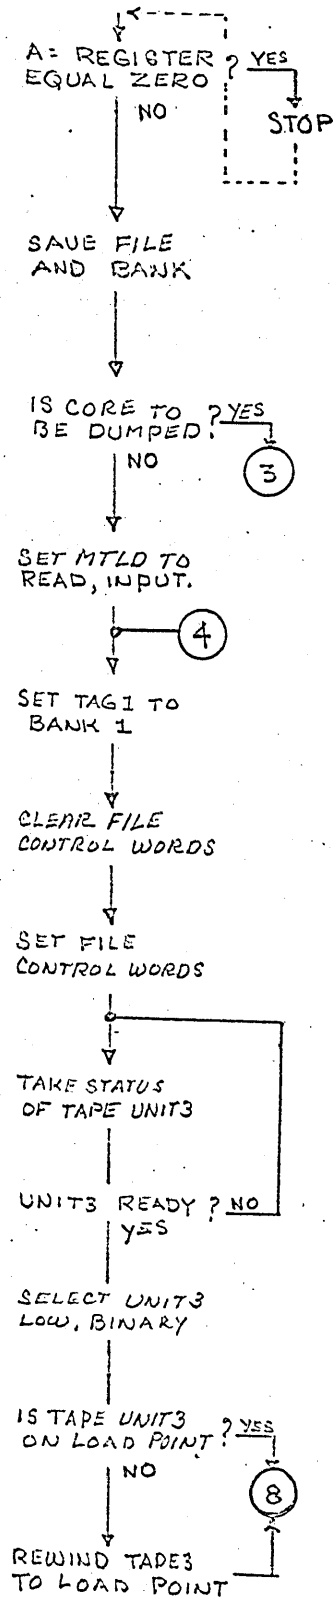 A = REGISTER
EQUAL ZERO ? YES
NO
STOP
SAVE FILE
AND BANK
IS CORE TO
BE DUMPED ? YES
NO
3
SET MTLD TO
READ, INPUT.
4
SET TAG1 TO
BANK 1
CLEAR FILE
CONTROL WORDS
SET FILE
CONTROL WORDS
TAKE STATUS
OF TAPE UNIT3
UNIT3 READY ? NO
YES
SELECT UNIT3
LOW, BINARY
IS TAPE UNIT3
ON LOAD POINT ? YES
NO
8
REWIND TAPE3
TO LOAD POINT